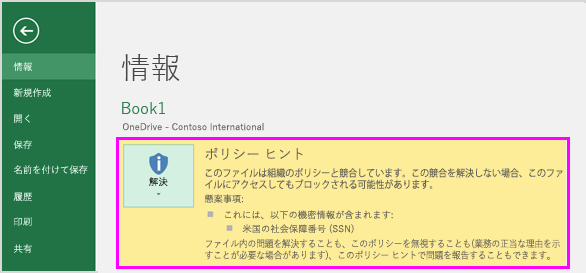 情報
新規作成
開く
保存
名前を付けて保存
履歴
印刷
共有
情報
Book1
OneDrive - Contoso International
解決
ポリシー ヒント
このファイルは組織のポリシーと競合しています。この競合を解決しない場合、このファ
イルにアクセスしてもブロックされる可能性があります。
懸案事項:
これには、以下の機密情報が含まれます:
米国の社会保障番号 (SSN)
ファイル内の問題を解決することも、このポリシーを無視することも(業務の正当な理由を示
すことが必要な場合があります)、このポリシー ヒントで問題を報告することもできます。